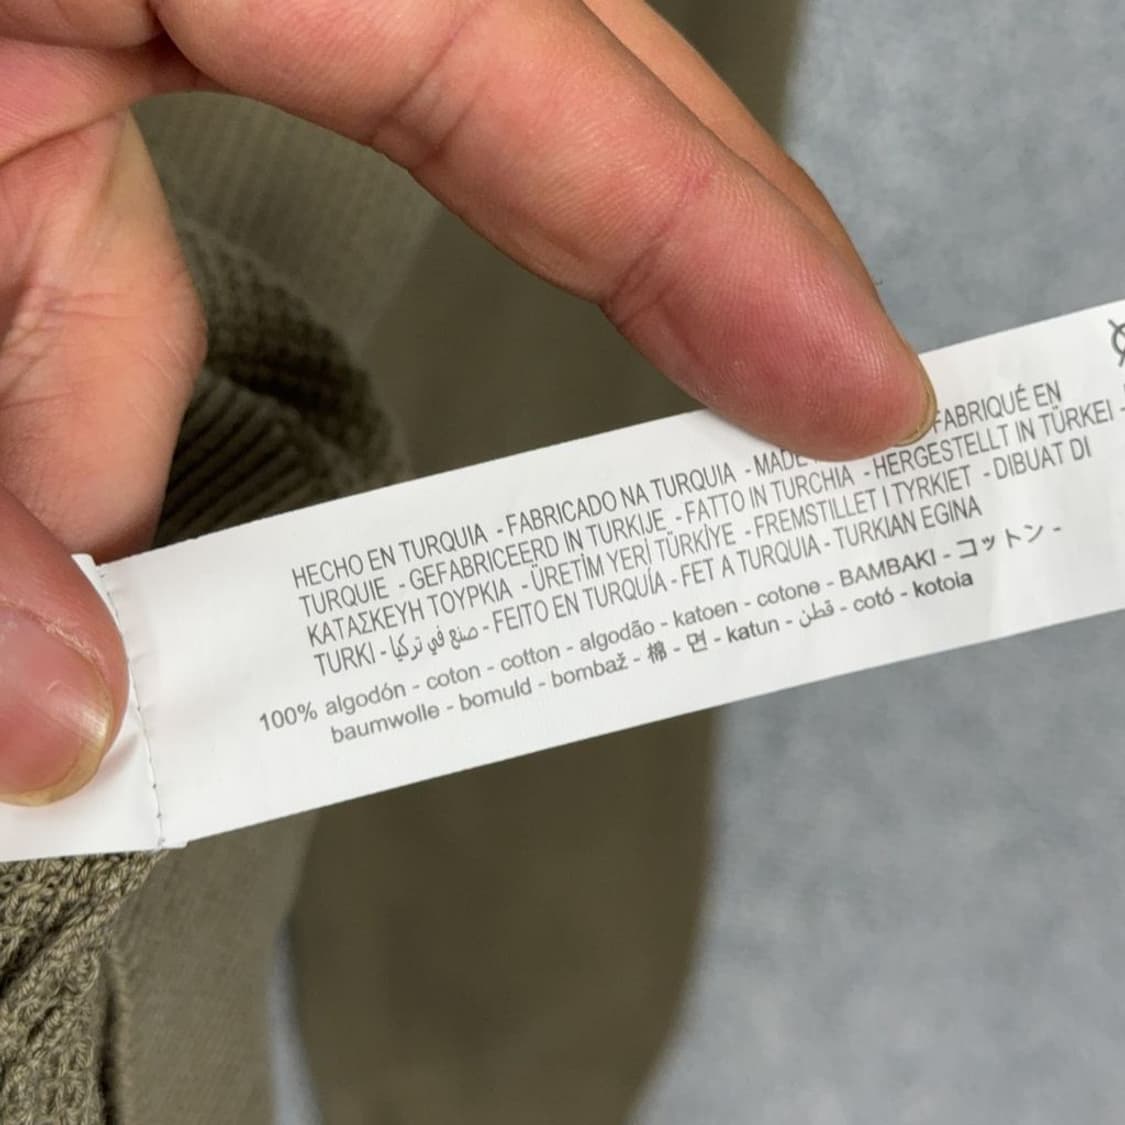 HECHO EN TURQUIA - FABRICADO NA TURQUIA - MADE FABRIQUÉ EN
TURQUIE - GEFABRICEERD IN TURKIJE - FATTO IN TURCHIA - HERGESTELLT IN TÜRKEI -
ΚΑΤΑΣΚΕΥΗ ΤΟΥΡΚΙΑ - ÜRETİM YERİ TÜRKİYE - FREMSTILLET I TYRKIET - DIBUAT DI
TURKI - صنع في تركيا - FEITO EN TURQUÍA - FET A TURQUIA - TURKIAN EGINA
100% algodón - coton - cotton - algodão - katoen - cotone - ΒΑΜΒΑΚΙ - コットン -
baumwolle - bomuld - bombaž - 棉 - 면 - katun - قطن - cotó - kotoia